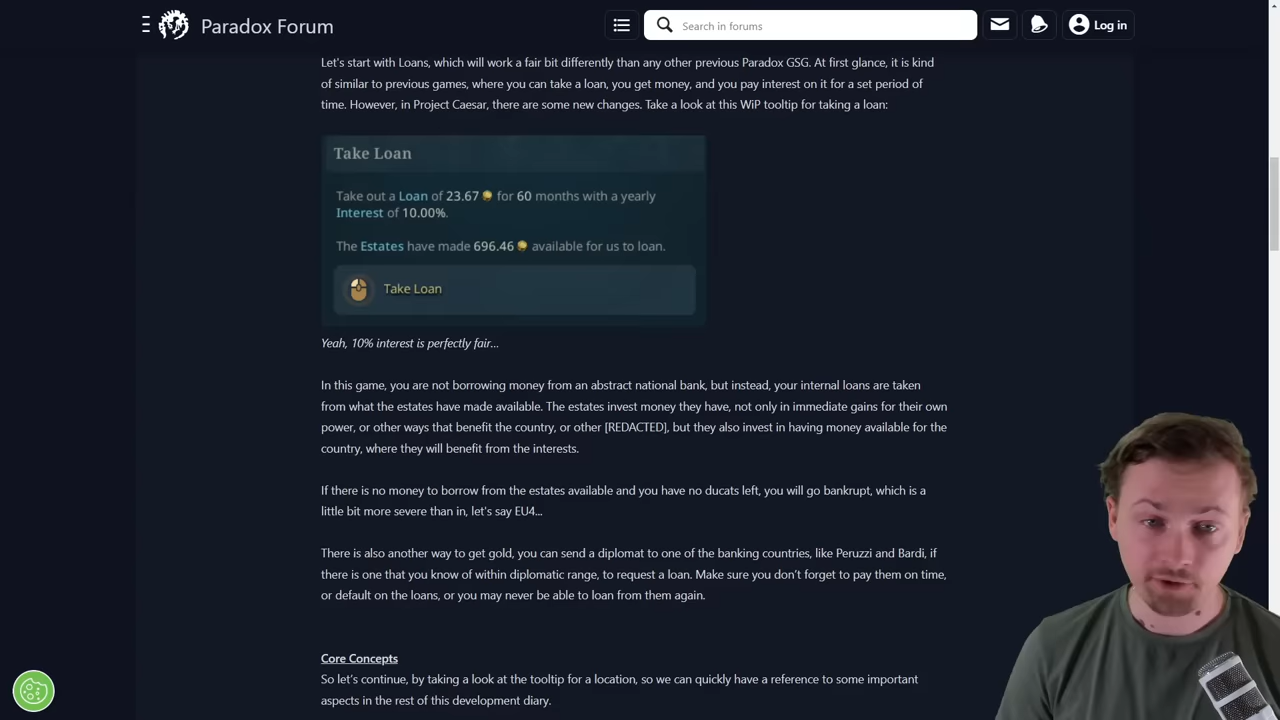 Paradox Forum
Search in forums
Log in
Let's start with Loans, which will work a fair bit differently than any other previous Paradox GSG. At first glance, it is kind
of similar to previous games, where you can take a loan, you get money, and you pay interest on it for a set period of
time. However, in Project Caesar, there are some new changes. Take a look at this WiP tooltip for taking a loan:
Take Loan
Take out a Loan of 23.67 for 60 months with a yearly
Interest of 10.00%.
The Estates have made 696.46 available for us to loan.
Take Loan
Yeah, 10% interest is perfectly fair...
In this game, you are not borrowing money from an abstract national bank, but instead, your internal loans are taken
from what the estates have made available. The estates invest money they have, not only in immediate gains for their own
power, or other ways that benefit the country, or other [REDACTED], but they also invest in having money available for the
country, where they will benefit from the interests.
If there is no money to borrow from the estates available and you have no ducats left, you will go bankrupt, which is a
little bit more severe than in, let's say EU4...
There is also another way to get gold, you can send a diplomat to one of the banking countries, like Peruzzi and Bardi, if
there is one that you know of within diplomatic range, to request a loan. Make sure you don't forget to pay them on time,
or default on the loans, or you may never be able to loan from them again.
Core Concepts
So let's continue, by taking a look at the tooltip for a location, so we can quickly have a reference to some important
aspects in the rest of this development diary.